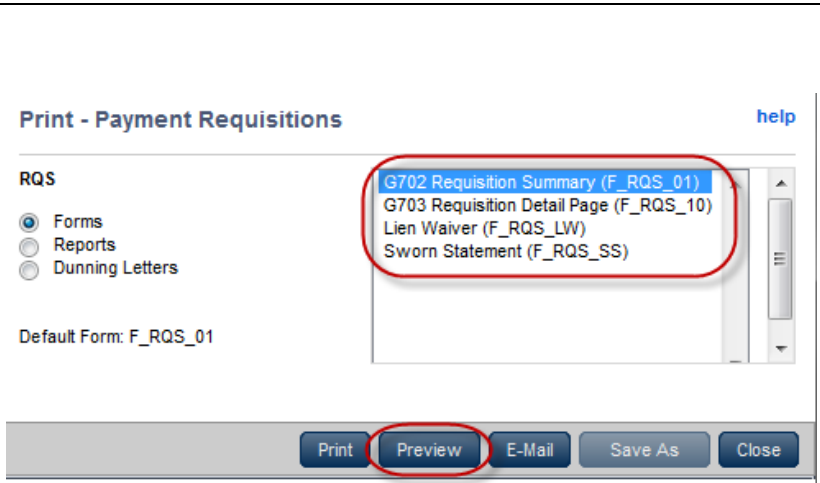 Print - Payment Requisitions help
RQS
Forms
Reports
Dunning Letters
Default Form: F_RQS_01
G702 Requisition Summary (F_RQS_01)
G703 Requisition Detail Page (F_RQS_10)
Lien Waiver (F_RQS_LW)
Sworn Statement (F_RQS_SS)
Print Preview E-Mail Save As Close